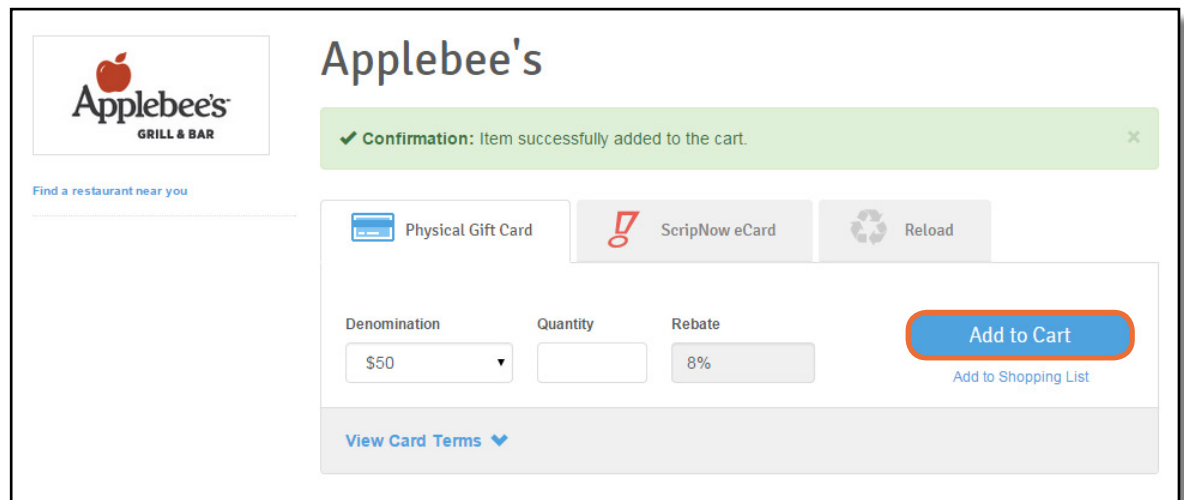 Applebee's
GRILL & BAR
Find a restaurant near you
Applebee's
Confirmation: Item successfully added to the cart.
×
Physical Gift Card
ScripNow eCard
Reload
Denomination Quantity Rebate
$50 8%
Add to Cart
Add to Shopping List
View Card Terms